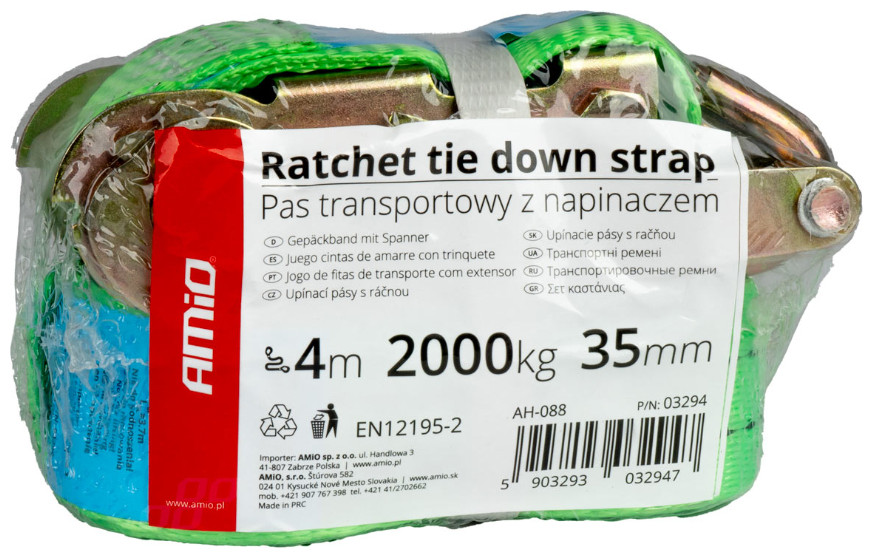 Ratchet tie down strap
Pas transportowy z napinaczem
D Gepäckband mit Spanner
ES Juego cintas de amarre con trinquete
PT Jogo de fitas de transporte com extensor
CZ Upínací pásy s ráčnou
SK Upínacie pásy s račňou
UA Транспортні ремені
RU Транспортировочные ремни
GR Σετ καστάνιας
AMiO®
4m 2000kg 35mm
EN12195-2
AH-088 P/N: 03294
5 903293 032947
Importer: AMiO sp. z o.o. ul. Handlowa 3
41-807 Zabrze Polska | www.amio.pl
AMiO, s.r.o. Štúrova 582
024 01 Kysucké Nové Mesto Slovakia | www.amio.sk
mob. +421 907 767 398 tel. +421 41/2702662
Made in PRC
www.amio.pl